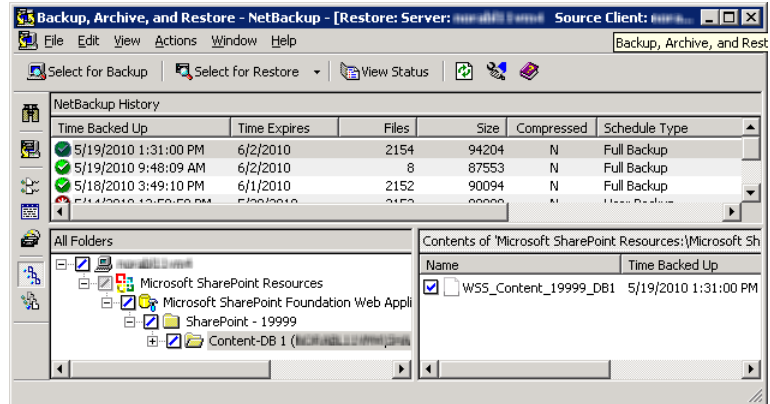 Backup, Archive, and Restore - NetBackup - [Restore: Server: Source Client:
File Edit View Actions Window Help
Backup, Archive, and Rest
Select for Backup Select for Restore View Status
NetBackup History
Time Backed Up Time Expires Files Size Compressed Schedule Type
5/19/2010 1:31:00 PM 6/2/2010 2154 94204 N Full Backup
5/19/2010 9:48:09 AM 6/2/2010 8 87553 N Full Backup
5/18/2010 3:49:10 PM 6/1/2010 2152 90094 N Full Backup
All Folders
Contents of 'Microsoft SharePoint Resources:\Microsoft Sh
Name Time Backed Up
Microsoft SharePoint Resources
WSS_Content_19999_DB1 5/19/2010 1:31:00 PM
Microsoft SharePoint Foundation Web Appli
SharePoint - 19999
Content-DB 1 (